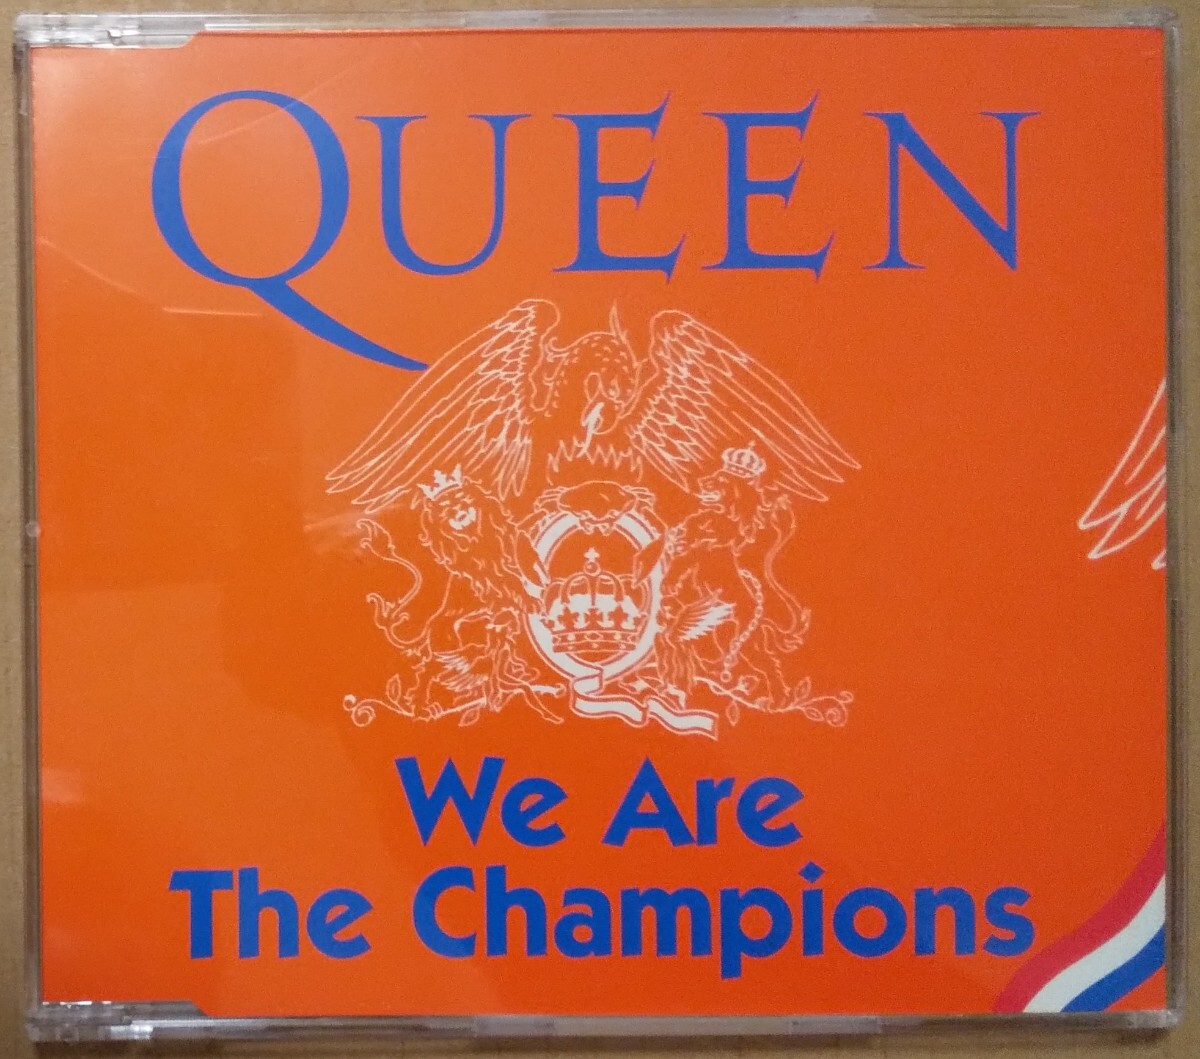 QUEEN
We Are
The Champions